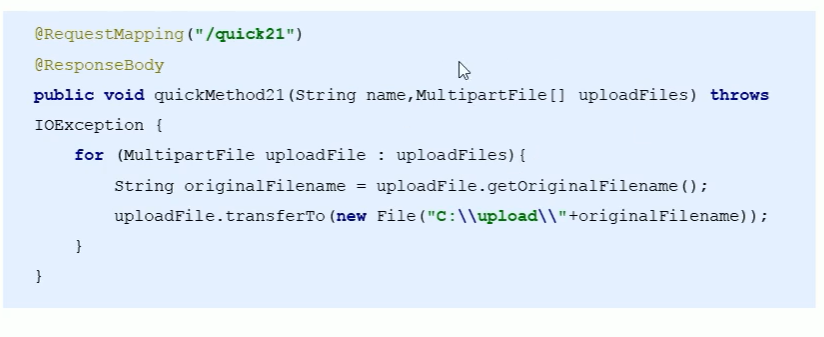 @RequestMapping("/quick21")
@ResponseBody
public void quickMethod21(String name,MultipartFile[] uploadFiles) throws
IOException {
    for (MultipartFile uploadFile : uploadFiles){
        String originalFilename = uploadFile.getOriginalFilename();
        uploadFile.transferTo(new File("C:\\upload\\"+originalFilename));
    }
}